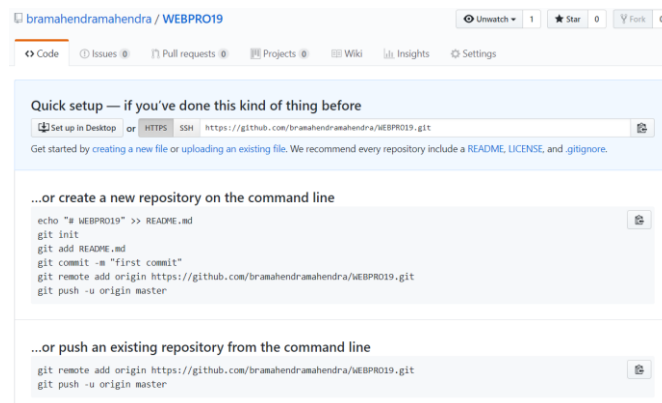 bramahendramahendra / WEBPRO19
Unwatch 1 Star 0 Fork 0
Code Issues 0 Pull requests 0 Projects 0 Wiki Insights Settings
Quick setup — if you've done this kind of thing before
Set up in Desktop or HTTPS SSH https://github.com/bramahendramahendra/WEBPRO19.git
Get started by creating a new file or uploading an existing file. We recommend every repository include a README, LICENSE, and .gitignore.
...or create a new repository on the command line
echo "# WEBPRO19" >> README.md
git init
git add README.md
git commit -m "first commit"
git remote add origin https://github.com/bramahendramahendra/WEBPRO19.git
git push -u origin master
...or push an existing repository from the command line
git remote add origin https://github.com/bramahendramahendra/WEBPRO19.git
git push -u origin master